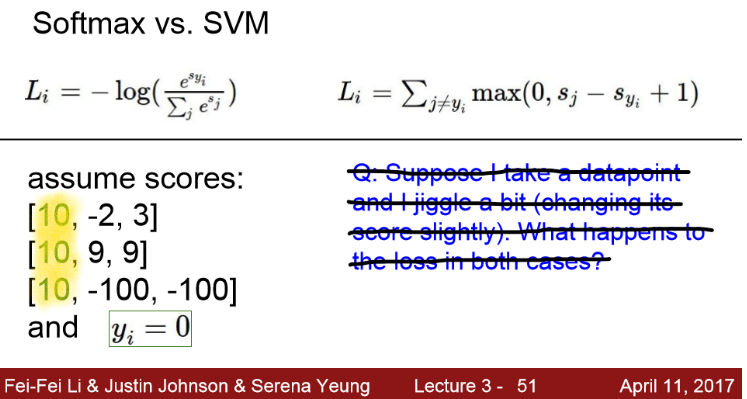 Softmax vs. SVM
L_i = -\log(\frac{e^{s_{y_i}}}{\sum_j e^{s_j}}) L_i = \sum_{j \neq y_i} \max(0, s_j - s_{y_i} + 1)
assume scores:
[10, -2, 3]
[10, 9, 9]
[10, -100, -100]
and y_i = 0
Q: Suppose I take a datapoint
and I jiggle a bit (changing its
score slightly). What happens to
the loss in both cases?
Fei-Fei Li & Justin Johnson & Serena Yeung Lecture 3 - 51 April 11, 2017